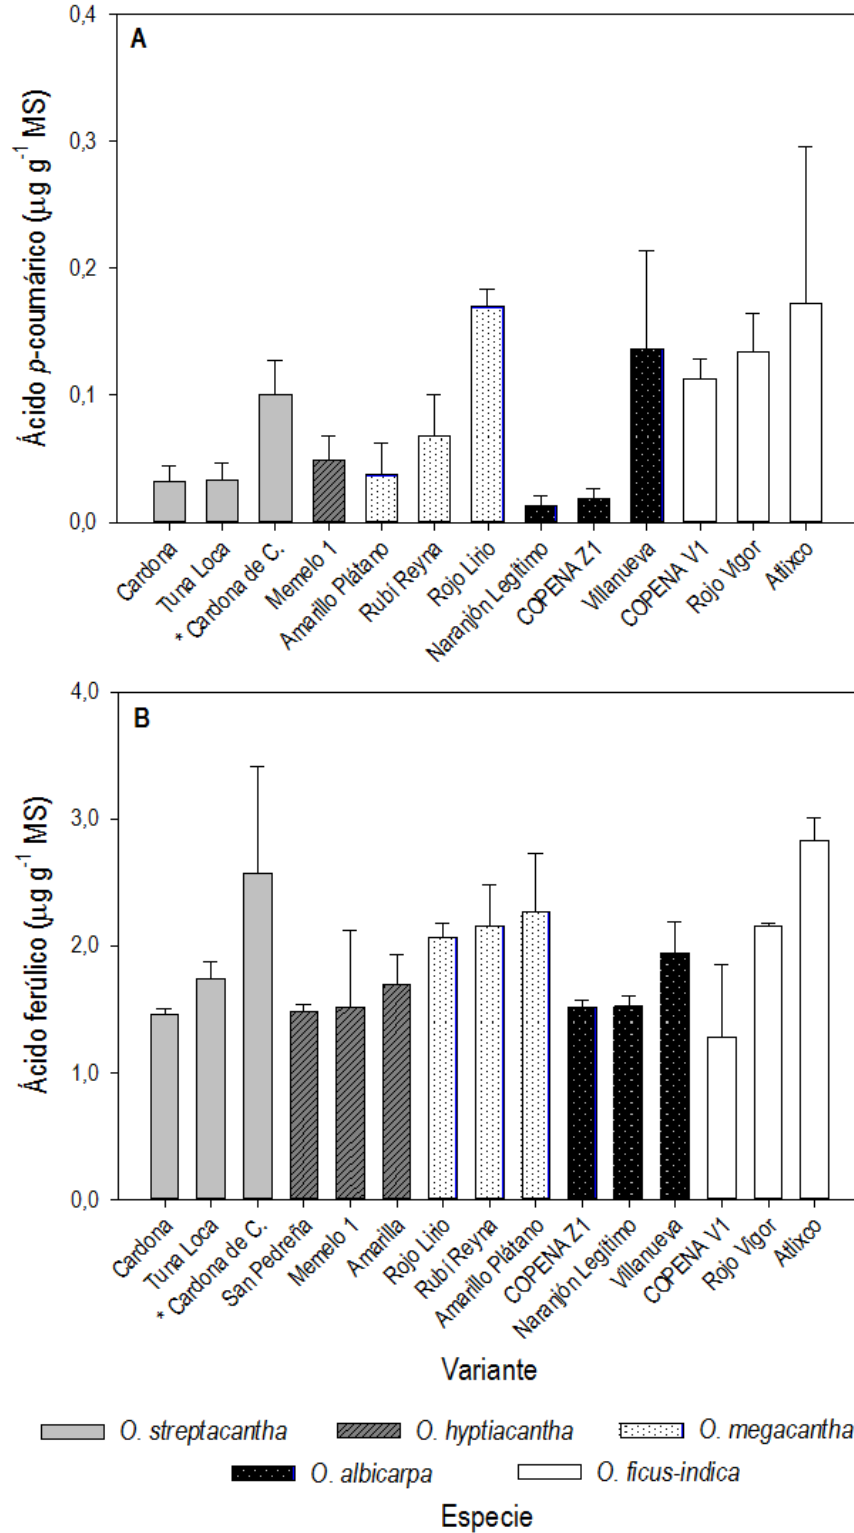 A
Ácido p-coumárico (µg g-1 MS)
0,4
0,3
0,2
0,1
0,0
Cardona
Tuna Loca
* Cardona de C.
Memelo 1
Amarillo Plátano
Rubí Reyna
Rojo Lirio
Naranjón Legítimo
COPENA Z1
Villanueva
COPENA V1
Rojo Vigor
Atlixco
B
Ácido ferúlico (µg g-1 MS)
4,0
3,0
2,0
1,0
0,0
Cardona
Tuna Loca
* Cardona de C.
San Pedreña
Memelo 1
Amarilla
Rojo Lirio
Rubí Reyna
Amarillo Plátano
COPENA Z1
Naranjón Legítimo
Villanueva
COPENA V1
Rojo Vigor
Atlixco
Variante
O. streptacantha
O. hyptiacantha
O. megacantha
O. albicarpa
O. ficus-indica
Especie